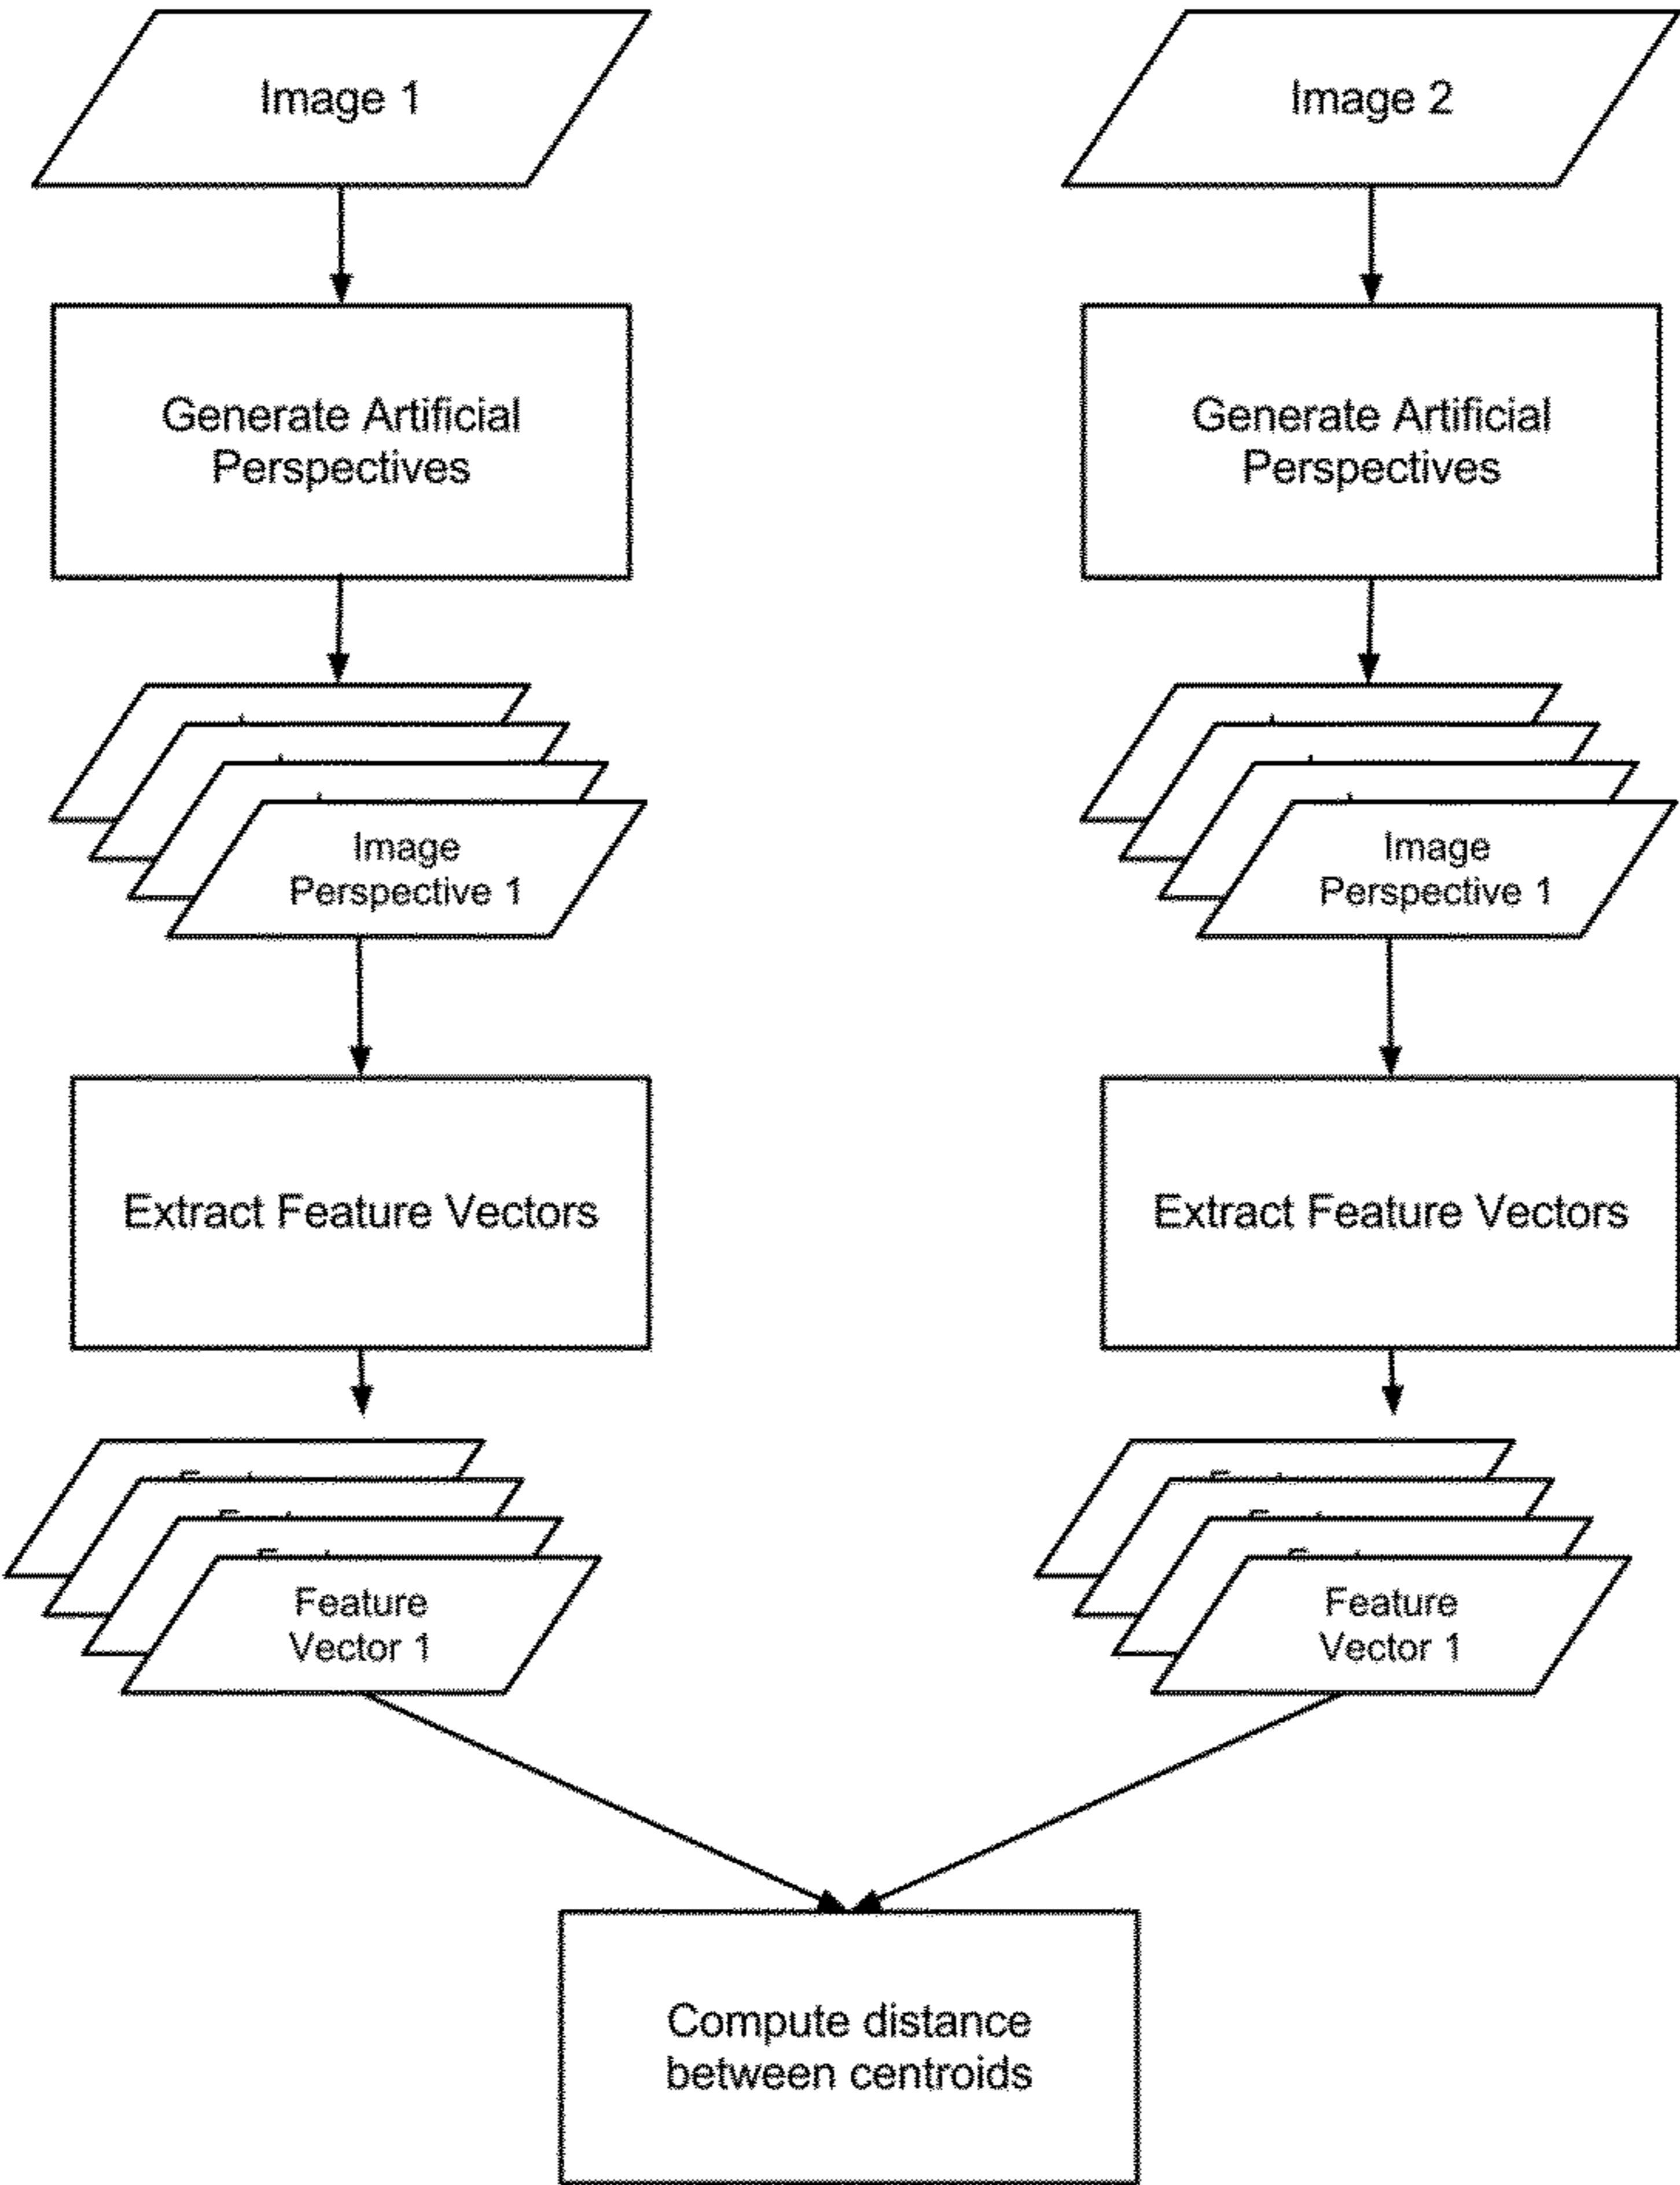 Image 1
Generate Artificial
Perspectives
Image
Perspective 1
Extract Feature Vectors
Feature
Vector 1
Image 2
Generate Artificial
Perspectives
Image
Perspective 1
Extract Feature Vectors
Feature
Vector 1
Compute distance
between centroids